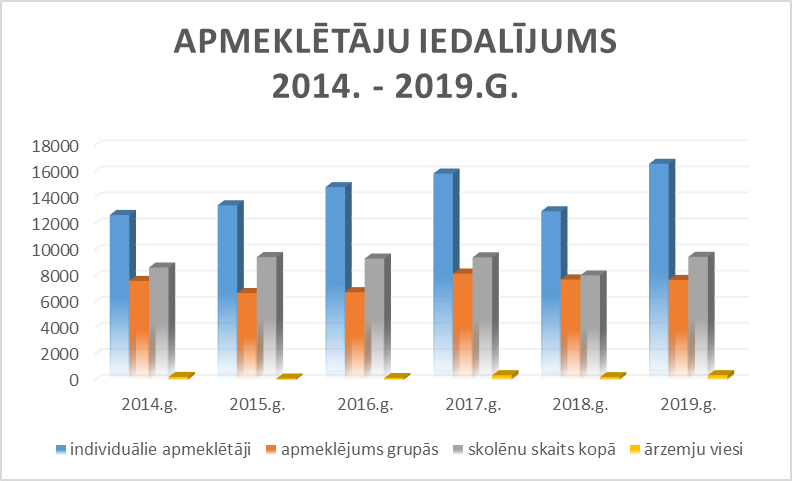 APMEKLĒTĀJU IEDALĪJUMS
2014. - 2019.G.
18000
16000
14000
12000
10000
8000
6000
4000
2000
0
2014.g. 2015.g. 2016.g. 2017.g. 2018.g. 2019.g.
individuālie apmeklētāji apmeklējums grupās skolēnu skaits kopā ārzemju viesi